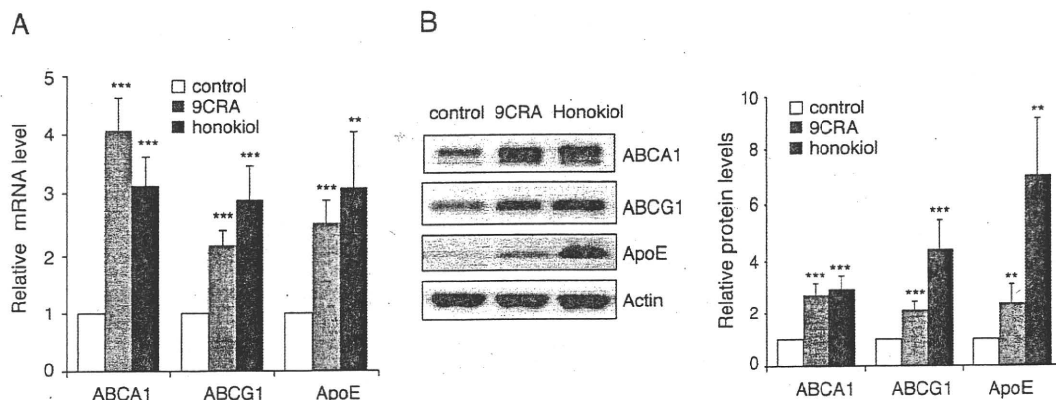 A
Relative mRNA level
5
4
3
2
1
0
***
***
***
***
***
**
control
9CRA
honokiol
ABCA1 ABCG1 ApoE
B
control 9CRA Honokiol
ABCA1
ABCG1
ApoE
Actin
Relative protein levels
10
8
6
4
2
0
control
9CRA
honokiol
***
***
***
***
**
**
ABCA1 ABCG1 ApoE